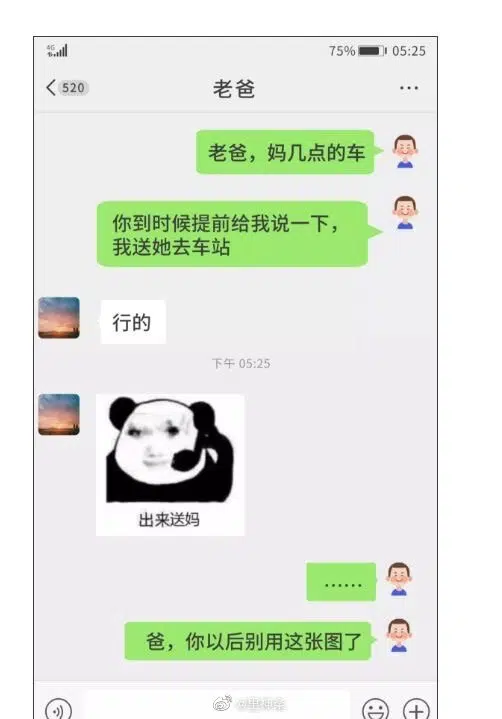 4G
75%
05:25
520
老爸
老爸，妈几点的车
你到时候提前给我说一下，
我送她去车站
行的
下午 05:25
出来送妈
……
爸，你以后别用这张图了